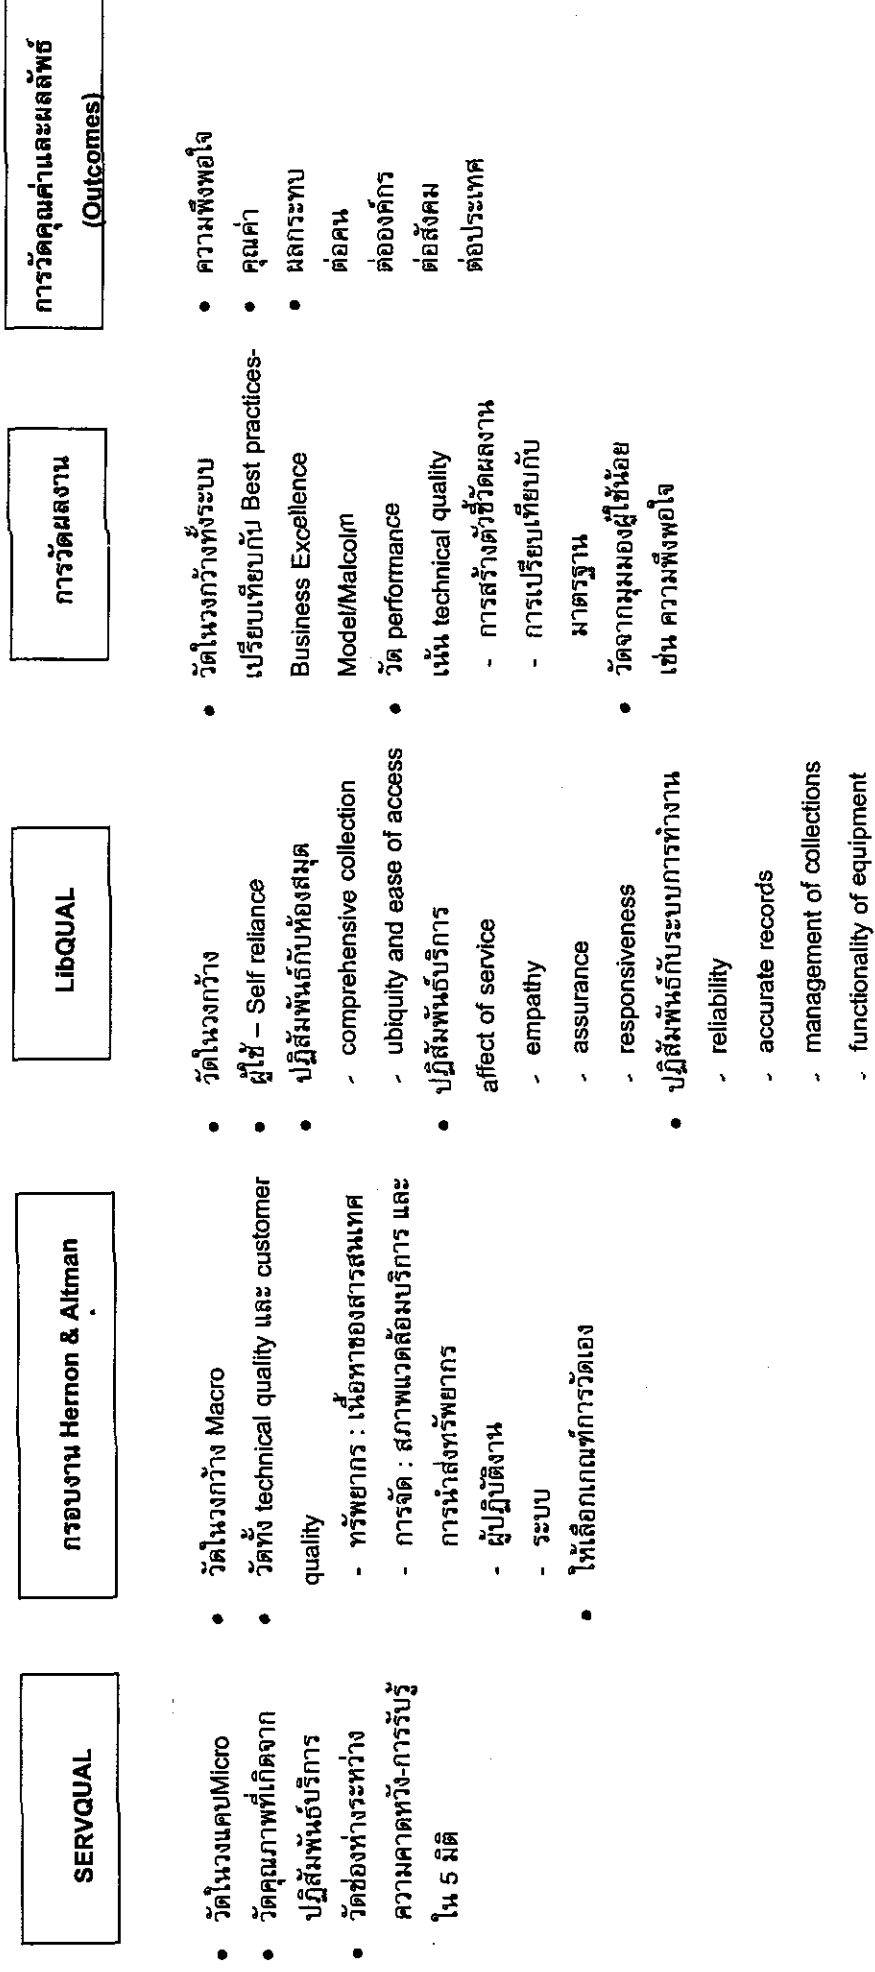 SERVQUAL
• วัดในวงแคบMicro
• วัดคุณภาพที่เกิดจาก
ปฏิสัมพันธ์บริการ
• วัดช่องห่างระหว่าง
ความคาดหวัง-การรับรู้
ใน 5 มิติ
กรอบงาน Hernon & Altman
• วัดในวงกว้าง Macro
• วัดทั้ง technical quality และ customer
quality
- ทรัพยากร : เนื้อหาของสารสนเทศ
- การจัด : สภาพแวดล้อมบริการ และ
การนำส่งทรัพยากร
- ผู้ปฏิบัติงาน
- ระบบ
• ให้เลือกเกณฑ์การวัดเอง
LibQUAL
• วัดในวงกว้าง
• ผู้ใช้ – Self reliance
• ปฏิสัมพันธ์กับห้องสมุด
- comprehensive collection
- ubiquity and ease of access
• ปฏิสัมพันธ์บริการ
affect of service
- empathy
- assurance
- responsiveness
• ปฏิสัมพันธ์กับระบบการทำงาน
- reliability
- accurate records
- management of collections
- functionality of equipment
การวัดผลงาน
• วัดในวงกว้างทั้งระบบ
เปรียบเทียบกับ Best practices-
Business Excellence
Model/Malcolm
• วัด performance
เน้น technical quality
- การสร้างตัวชี้วัดผลงาน
- การเปรียบเทียบกับ
มาตรฐาน
• วัดจากมุมมองผู้ใช้น้อย
เช่น ความพึงพอใจ
การวัดคุณค่าและผลลัพธ์
(Outcomes)
• ความพึงพอใจ
• คุณค่า
• ผลกระทบ
ต่อคน
ต่อองค์กร
ต่อสังคม
ต่อประเทศ